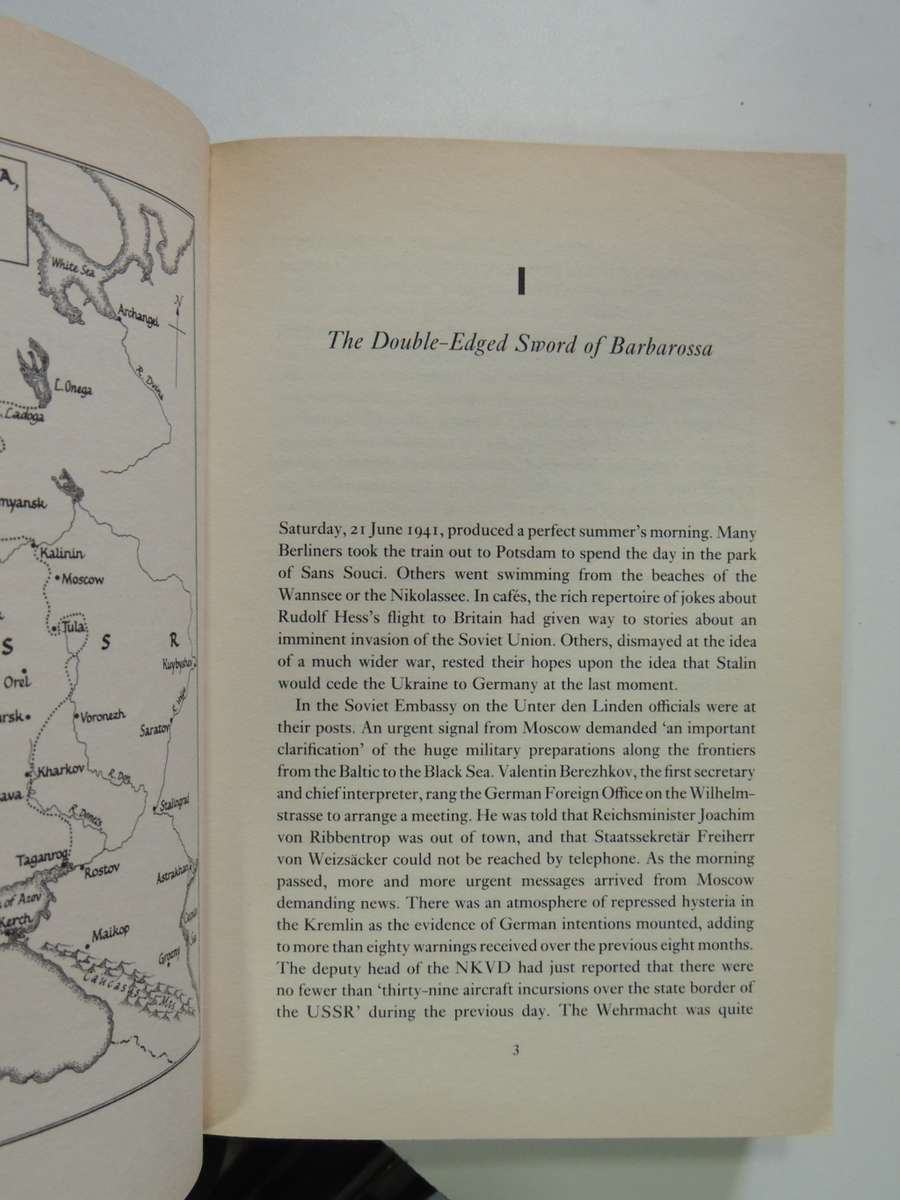 A,
White Sea
Archangel
N
R. Dvina
L. Onega
Ladoga
Kalinin
Moscow
Tula
S
S
R
Orel
Kuybyshev
Voronezh
Saratov
Kharkov
R. Don
R. Donets
Stalingrad
Taganrog
Rostov
Astrakhan
of Azov
Kerch
Maikop
Grozny
Caucasus Mts
I
The Double-Edged Sword of Barbarossa
Saturday, 21 June 1941, produced a perfect summer's morning. Many
Berliners took the train out to Potsdam to spend the day in the park
of Sans Souci. Others went swimming from the beaches of the
Wannsee or the Nikolassee. In cafés, the rich repertoire of jokes about
Rudolf Hess's flight to Britain had given way to stories about an
imminent invasion of the Soviet Union. Others, dismayed at the idea
of a much wider war, rested their hopes upon the idea that Stalin
would cede the Ukraine to Germany at the last moment.
In the Soviet Embassy on the Unter den Linden officials were at
their posts. An urgent signal from Moscow demanded 'an important
clarification' of the huge military preparations along the frontiers
from the Baltic to the Black Sea. Valentin Berezhkov, the first secretary
and chief interpreter, rang the German Foreign Office on the Wilhelm-
strasse to arrange a meeting. He was told that Reichsminister Joachim
von Ribbentrop was out of town, and that Staatssekretär Freiherr
von Weizsäcker could not be reached by telephone. As the morning
passed, more and more urgent messages arrived from Moscow
demanding news. There was an atmosphere of repressed hysteria in
the Kremlin as the evidence of German intentions mounted, adding
to more than eighty warnings received over the previous eight months.
The deputy head of the NKVD had just reported that there were
no fewer than 'thirty-nine aircraft incursions over the state border of
the USSR' during the previous day. The Wehrmacht was quite
3